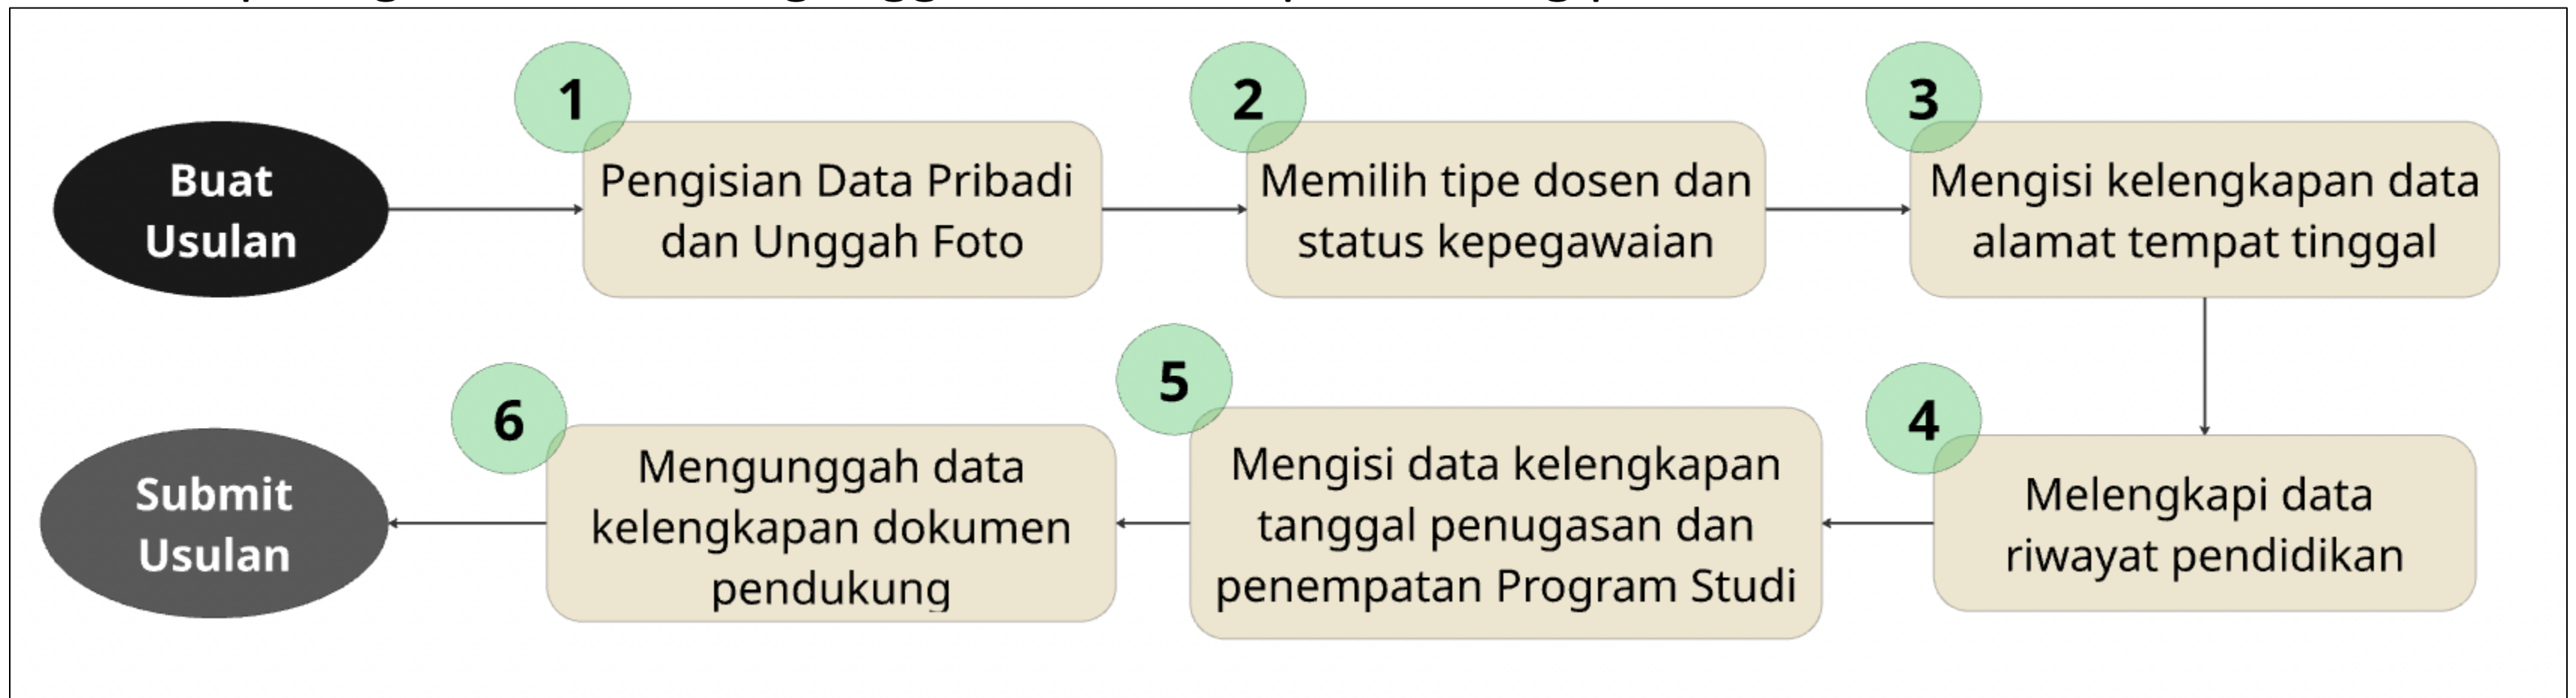 Buat
Usulan
1
Pengisian Data Pribadi
dan Unggah Foto
2
Memilih tipe dosen dan
status kepegawaian
3
Mengisi kelengkapan data
alamat tempat tinggal
4
Melengkapi data
riwayat pendidikan
5
Mengisi data kelengkapan
tanggal penugasan dan
penempatan Program Studi
6
Mengunggah data
kelengkapan dokumen
pendukung
Submit
Usulan